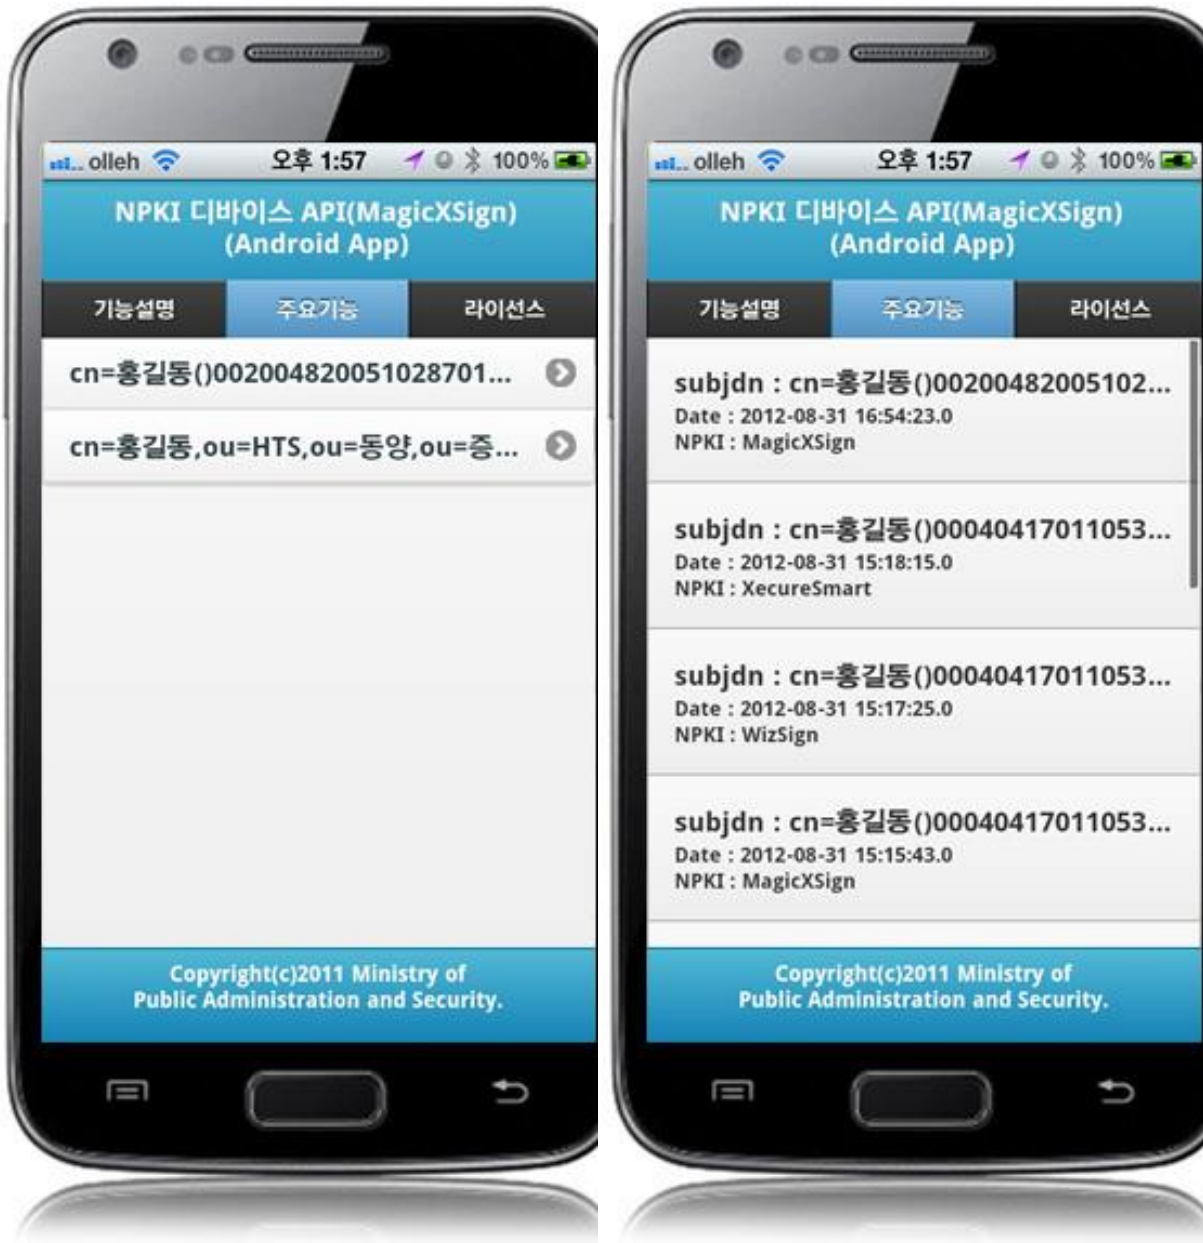 olleh 오후 1:57 100%
NPKI 디바이스 API(MagicXSign)
(Android App)
기능설명 주요기능 라이선스
cn=홍길동()002004820051028701...
cn=홍길동,ou=HTS,ou=동양,ou=증...
Copyright(c)2011 Ministry of
Public Administration and Security.
olleh 오후 1:57 100%
NPKI 디바이스 API(MagicXSign)
(Android App)
기능설명 주요기능 라이선스
subjdn : cn=홍길동()00200482005102...
Date : 2012-08-31 16:54:23.0
NPKI : MagicXSign
subjdn : cn=홍길동()00040417011053...
Date : 2012-08-31 15:18:15.0
NPKI : XecureSmart
subjdn : cn=홍길동()00040417011053...
Date : 2012-08-31 15:17:25.0
NPKI : WizSign
subjdn : cn=홍길동()00040417011053...
Date : 2012-08-31 15:15:43.0
NPKI : MagicXSign
Copyright(c)2011 Ministry of
Public Administration and Security.